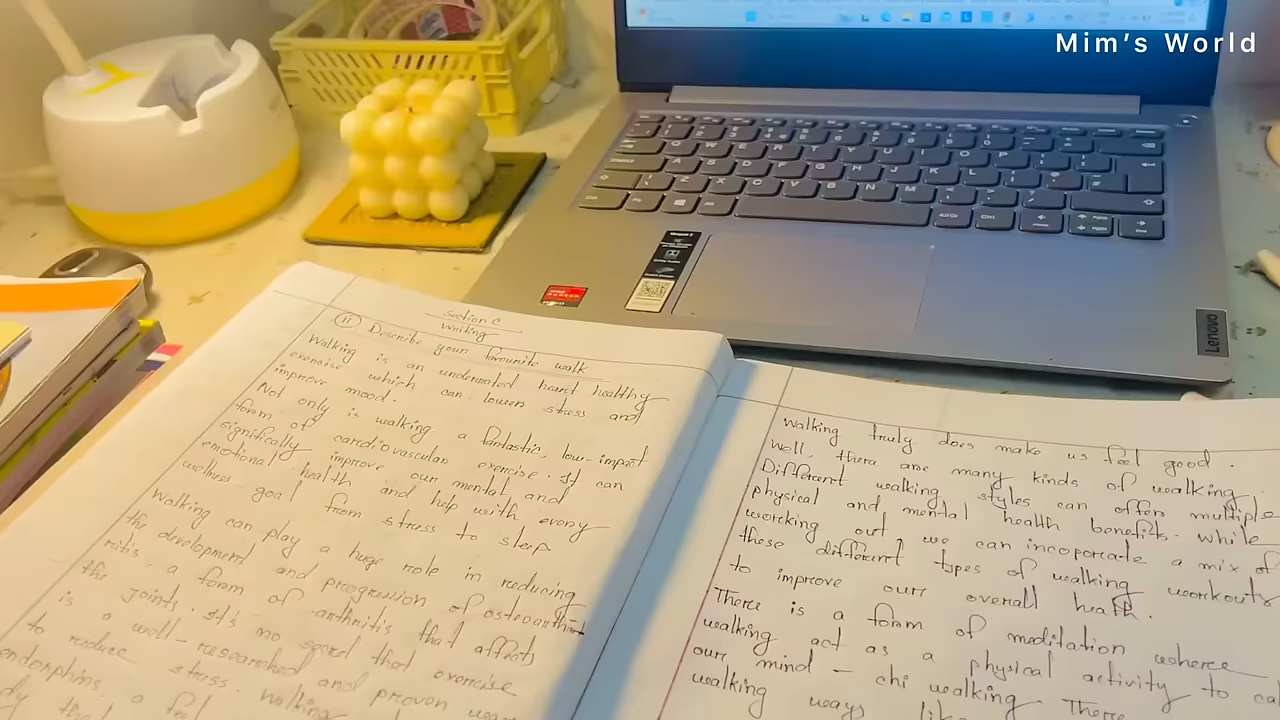 Mim's World
Section C
Writing
11 Describe your favourite walk
Walking is an underrated heart healthy
exercise which can lower stress and
improve mood.
Not only is walking a fantastic, low-impact
form of cardiovascular exercise. It can
significantly improve our mental and
emotional health and help with every
wellness goal from stress to sleep
Walking can play a huge role in reducing
the development and progression of osteoarth
ritis, a form of arthritis that affects
the joints. It's no secret that exercise
is a well-researched and proven way
to reduce stress. Walking
endorphins, a feel
Walking truly does make us feel good.
Well, there are many kinds of walking.
Different walking styles can offer multiple
physical and mental health benefits. While
working out, we can incoporate a mix of
these different types of walking workouts
to improve our overall health.
There is a form of meditation where
walking act as a physical activity to
our mind - chi walking. There
walking ways like
Lenovo